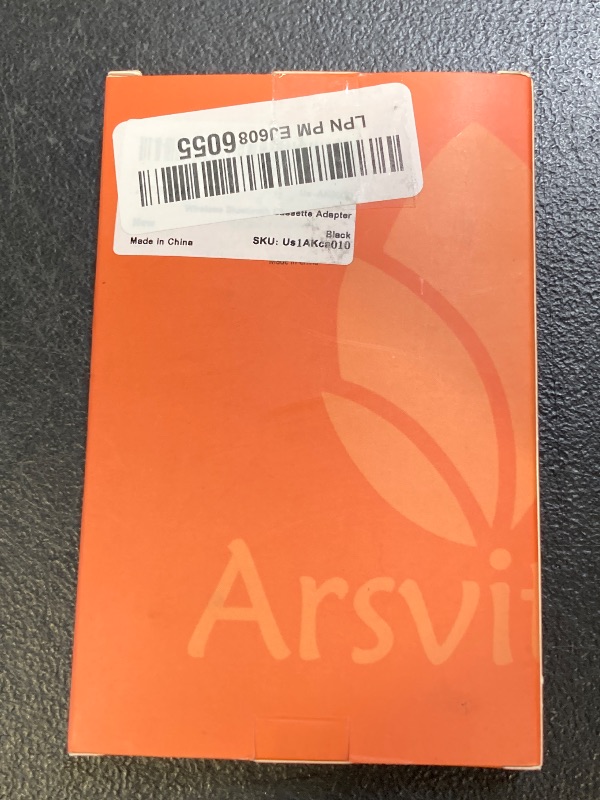 LPN PM EJ6086055
Cassette Adapter
Black
Made in China SKU: Us1AKca010
Arsvit